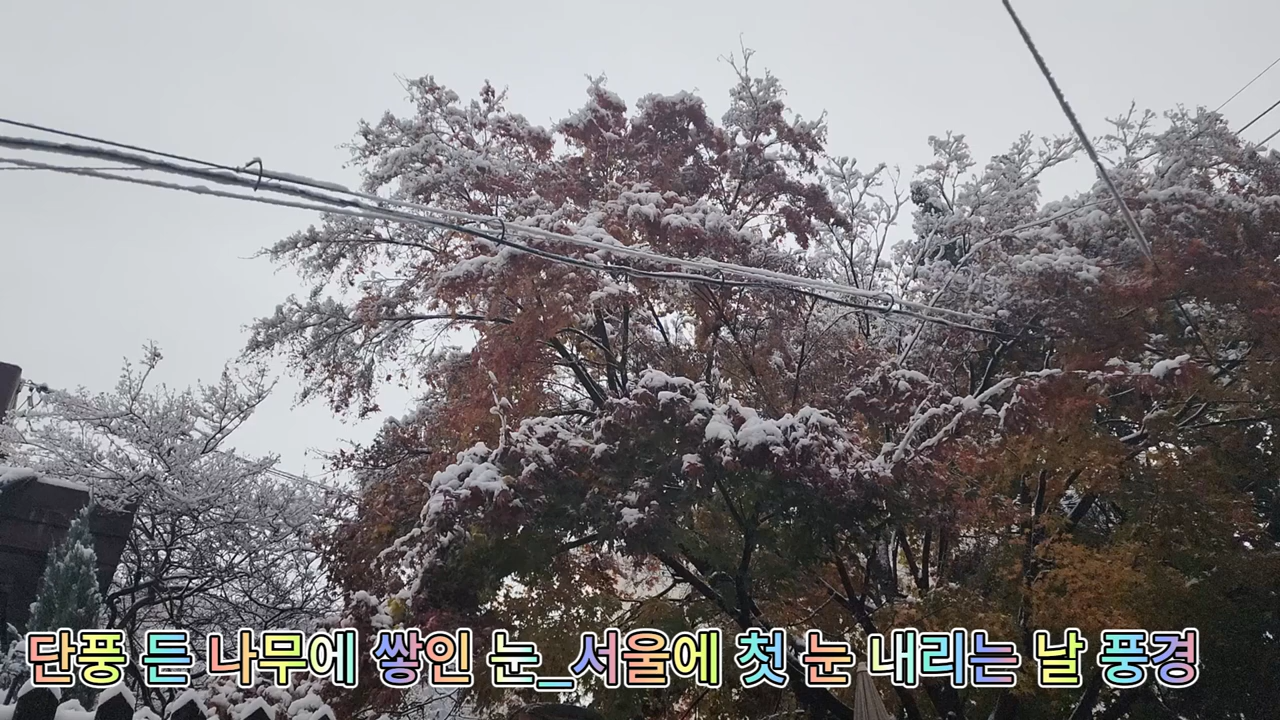 단풍 든 나무에 쌓인 눈_서울에 첫 눈 내리는 날 풍경